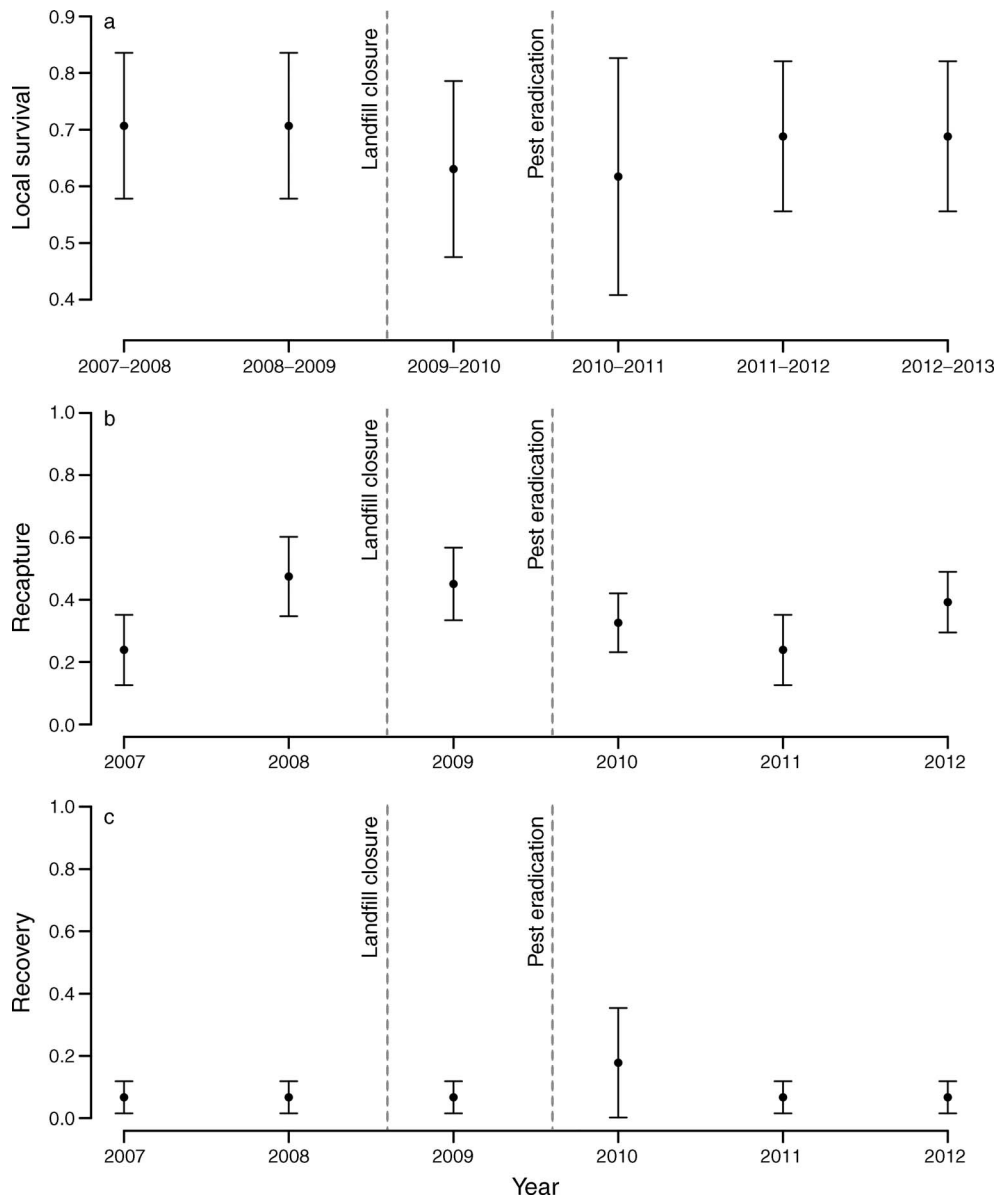 a
Local survival
0.9
0.8
0.7
0.6
0.5
0.4
Landfill closure
Pest eradication
2007–2008
2008–2009
2009–2010
2010–2011
2011–2012
2012–2013
b
Recapture
1.0
0.8
0.6
0.4
0.2
0.0
Landfill closure
Pest eradication
2007
2008
2009
2010
2011
2012
c
Recovery
1.0
0.8
0.6
0.4
0.2
0.0
Landfill closure
Pest eradication
2007
2008
2009
2010
2011
2012
Year